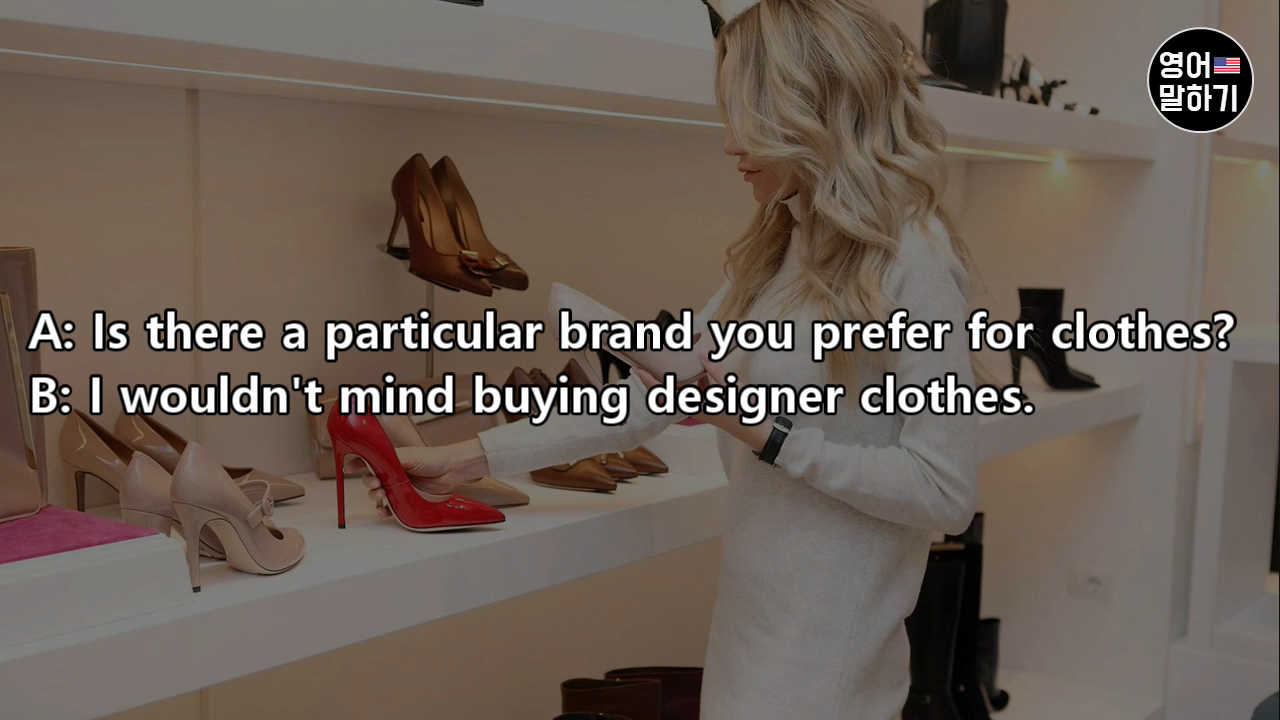 영어
말하기
A: Is there a particular brand you prefer for clothes?
B: I wouldn't mind buying designer clothes.